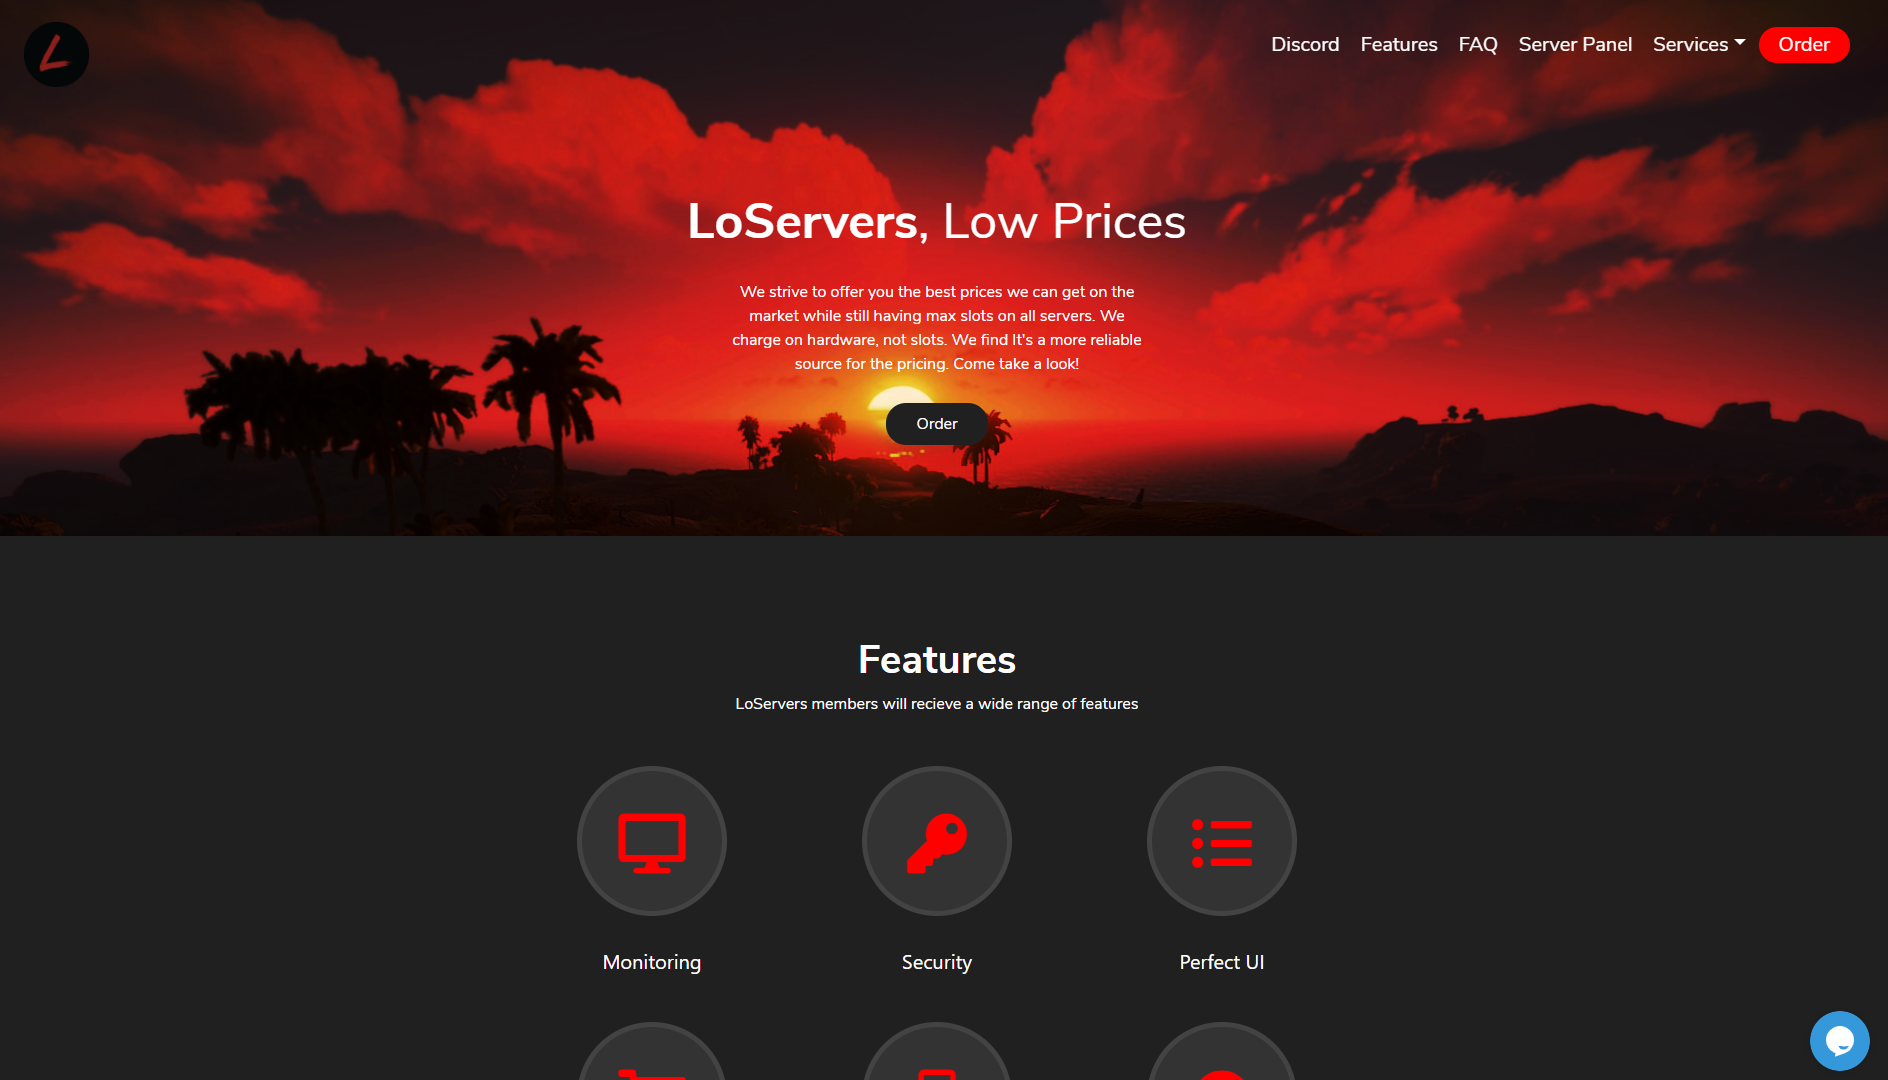 Discord Features FAQ Server Panel Services Order
LoServers, Low Prices
We strive to offer you the best prices we can get on the
market while still having max slots on all servers. We
charge on hardware, not slots. We find It's a more reliable
source for the pricing. Come take a look!
Order
Features
LoServers members will recieve a wide range of features
Monitoring
Security
Perfect UI